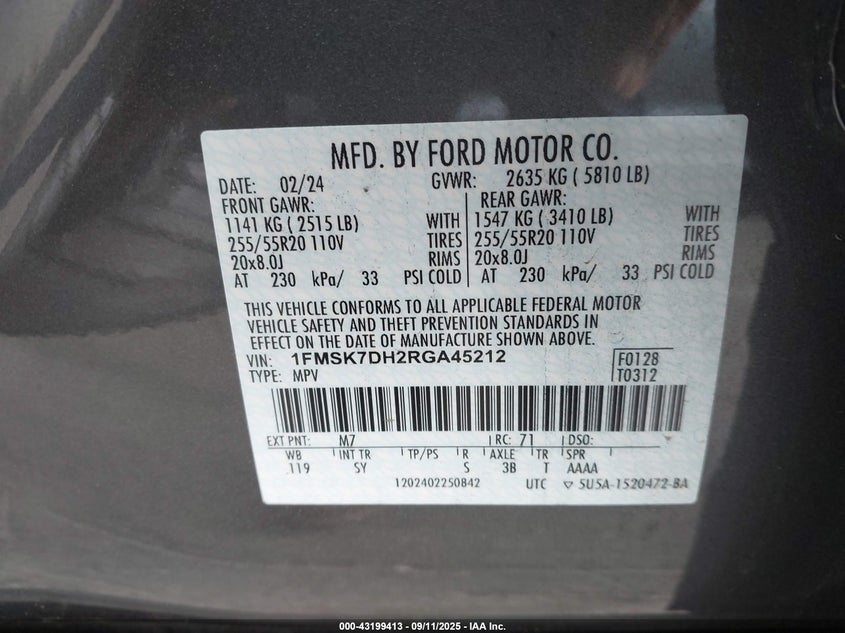 MFD. BY FORD MOTOR CO.
DATE: 02/24 GVWR: 2635 KG ( 5810 LB)
FRONT GAWR: REAR GAWR:
1141 KG ( 2515 LB) WITH 1547 KG ( 3410 LB) WITH
255/55R20 110V TIRES 255/55R20 110V TIRES
20x8.0J RIMS 20x8.0J RIMS
AT 230 kPa/ 33 PSI COLD AT 230 kPa/ 33 PSI COLD
THIS VEHICLE CONFORMS TO ALL APPLICABLE FEDERAL MOTOR
VEHICLE SAFETY AND THEFT PREVENTION STANDARDS IN
EFFECT ON THE DATE OF MANUFACTURE SHOWN ABOVE.
VIN: 1FMSK7DH2RGA45212 F0128
TYPE: MPV T0312
EXT PNT: M7 RC: 71 DSO:
WB INT TR TP/PS R AXLE TR SPR
119 SY S 3B T AAAA
1202402250842 UTC ▽ 5U5A-1520472-BA
000-43199413 - 09/11/2025 - IAA Inc.